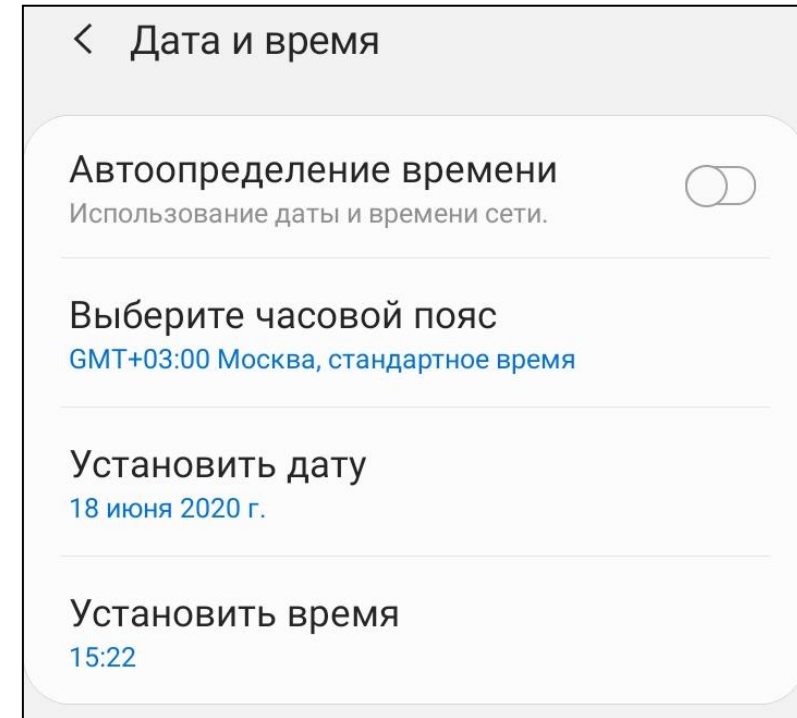 Дата и время
Автоопределение времени
Использование даты и времени сети.
Выберите часовой пояс
GMT+03:00 Москва, стандартное время
Установить дату
18 июня 2020 г.
Установить время
15:22